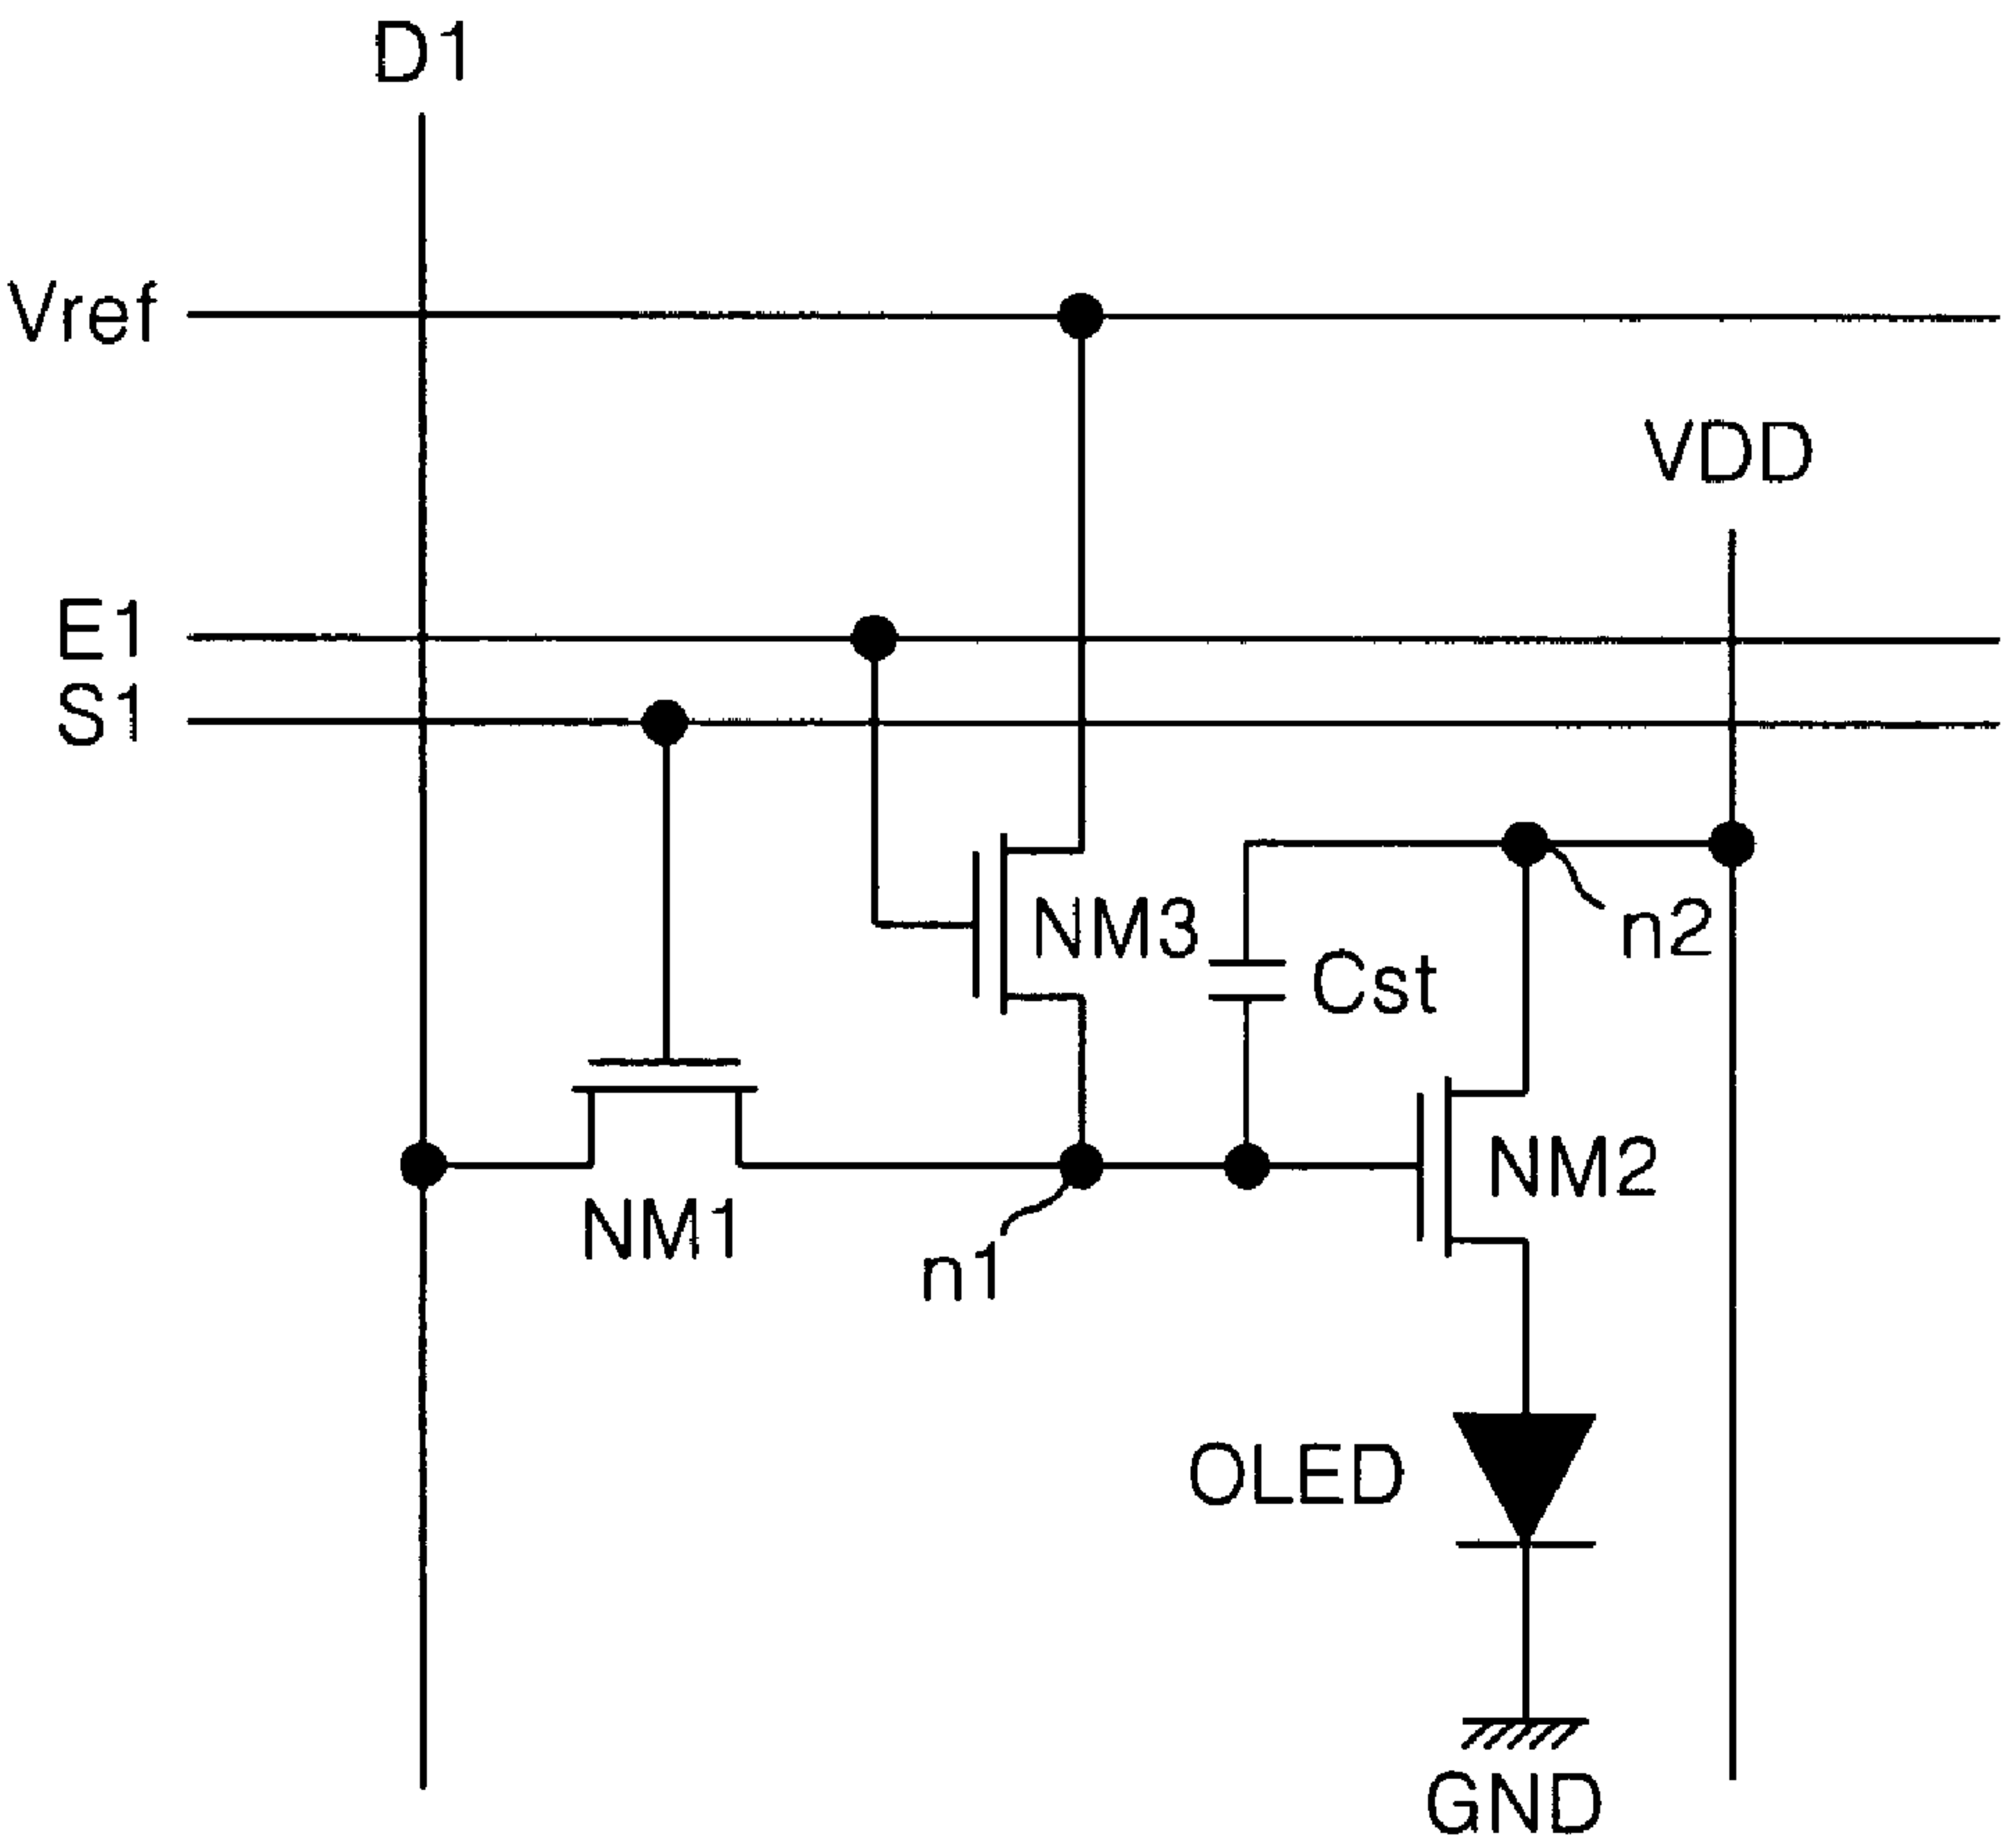 D1
Vref
VDD
E1
S1
NM3
n2
Cst
NM2
NM1
n1
OLED
GND